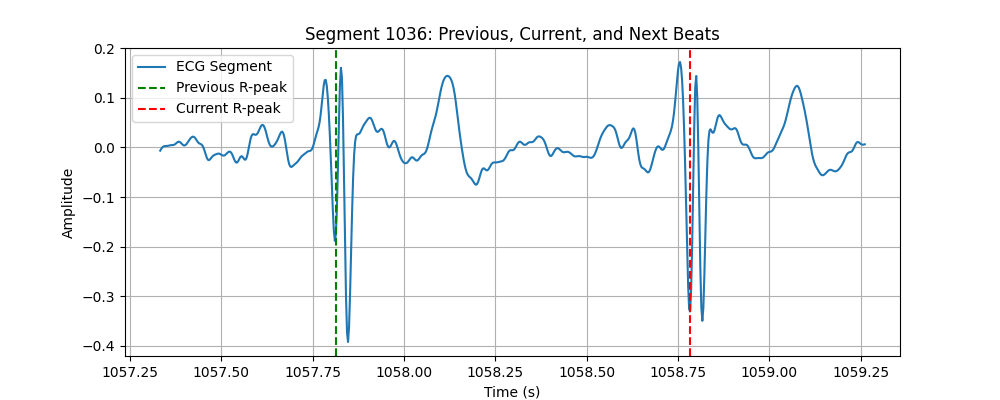 Segment 1036: Previous, Current, and Next Beats
ECG Segment
Previous R-peak
Current R-peak
0.2
0.1
0.0
−0.1
−0.2
−0.3
−0.4
Amplitude
1057.25 1057.50 1057.75 1058.00 1058.25 1058.50 1058.75 1059.00 1059.25
Time (s)